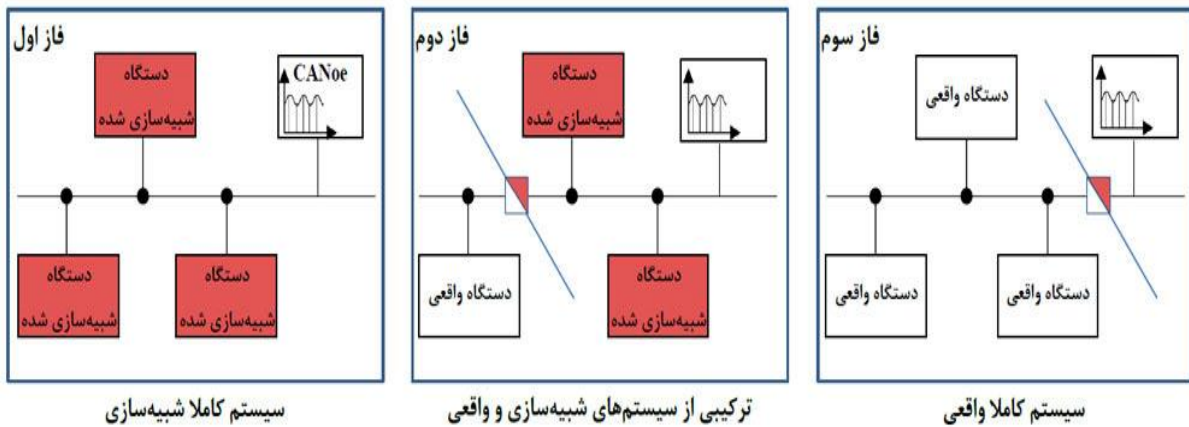 فاز اول
CANoe
دستگاه
شبیه‌سازی شده
دستگاه
شبیه‌سازی شده
دستگاه
شبیه‌سازی شده
سیستم کاملا شبیه‌سازی
فاز دوم
دستگاه
شبیه‌سازی شده
دستگاه واقعی
دستگاه
شبیه‌سازی شده
ترکیبی از سیستم‌های شبیه‌سازی و واقعی
فاز سوم
دستگاه واقعی
دستگاه واقعی
دستگاه واقعی
سیستم کاملا واقعی